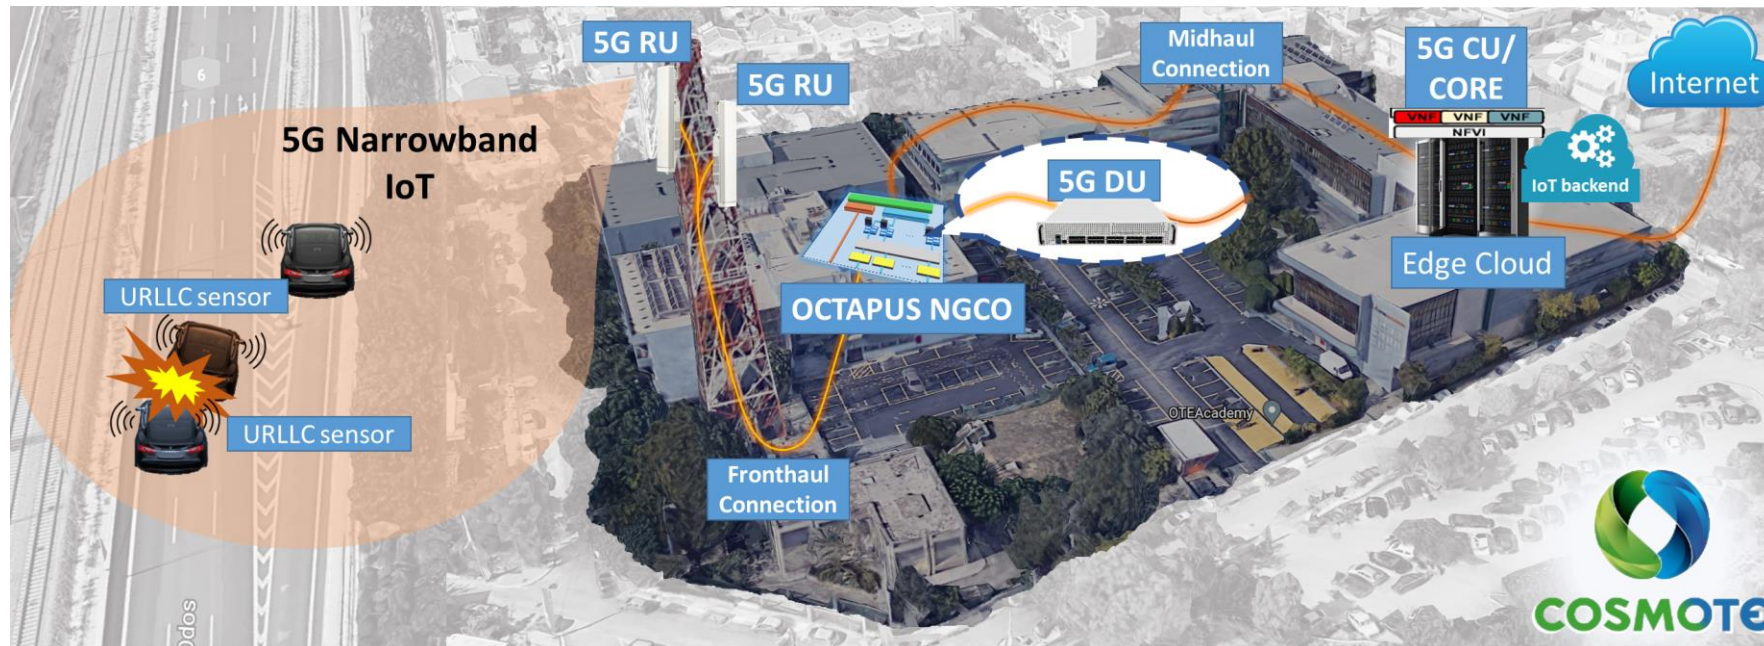 5G RU
5G RU
Midhaul
Connection
5G CU/
CORE
Internet
VNF
VNF
VNF
NFVI
IoT backend
6
5G Narrowband
IoT
5G DU
Edge Cloud
URLLC sensor
OCTAPUS NGCO
URLLC sensor
OTEAcademy
Fronthaul
Connection
COSMOTE